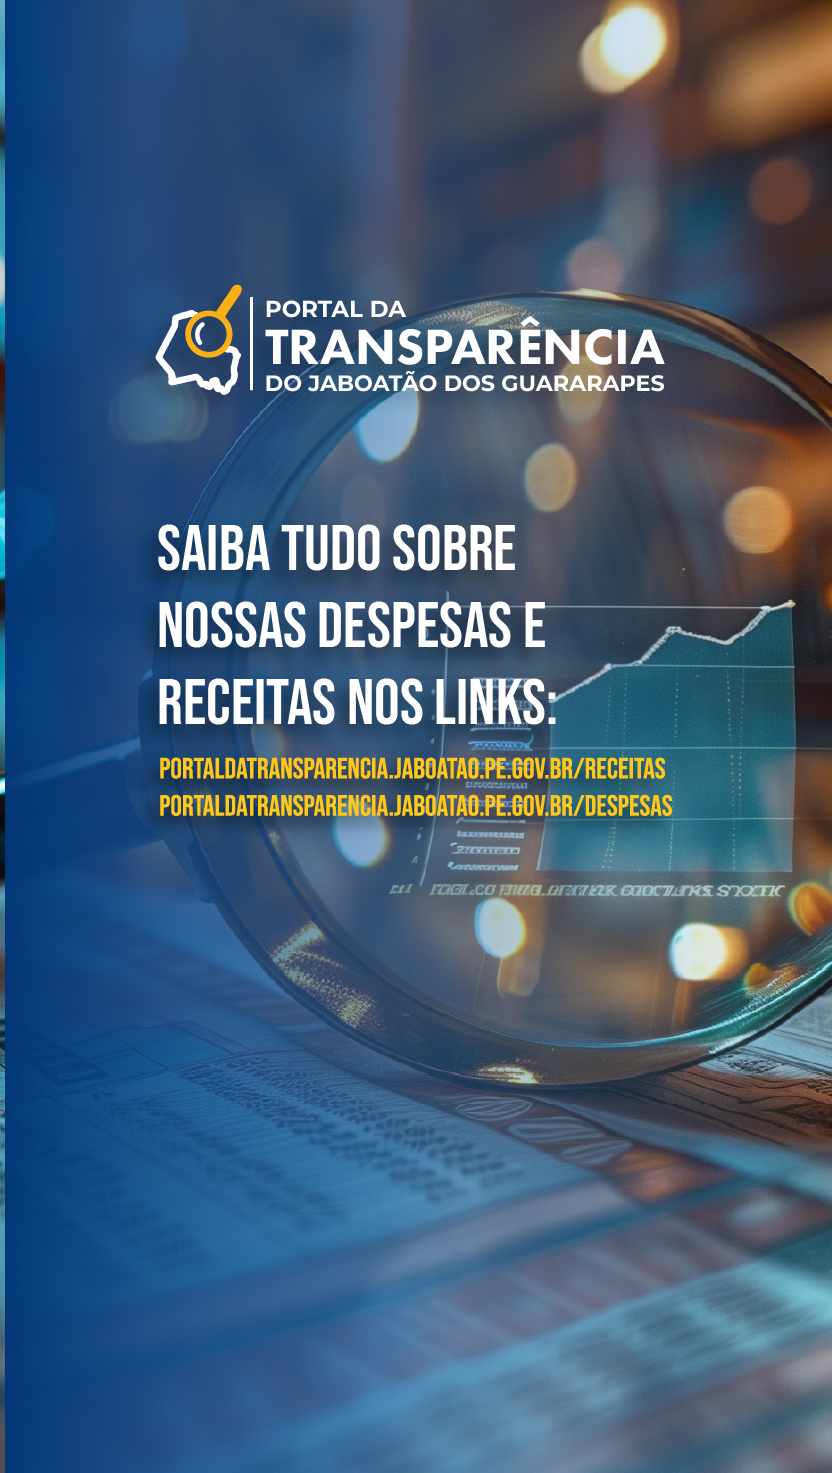 PORTAL DA
TRANSPARÊNCIA
DO JABOATÃO DOS GUARARAPES
SAIBA TUDO SOBRE
NOSSAS DESPESAS E
RECEITAS NOS LINKS:
PORTALDATRANSPARENCIA.JABOATAO.PE.GOV.BR/RECEITAS
PORTALDATRANSPARENCIA.JABOATAO.PE.GOV.BR/DESPESAS